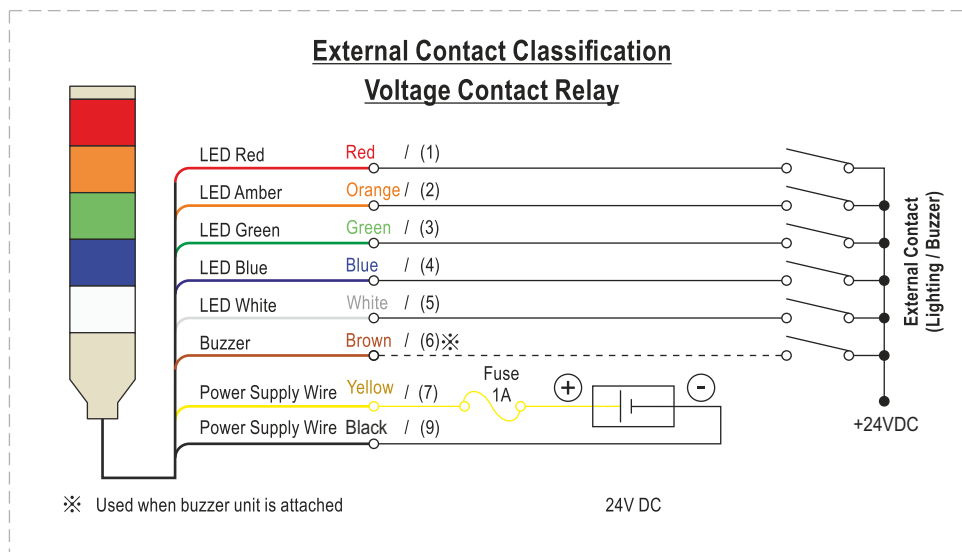 External Contact Classification
Voltage Contact Relay
LED Red Red / (1)
LED Amber Orange / (2)
LED Green Green / (3)
LED Blue Blue / (4)
LED White White / (5)
Buzzer Brown / (6)※
Power Supply Wire Yellow / (7)
Fuse
1A
+ -
Power Supply Wire Black / (9)
External Contact
(Lighting / Buzzer)
+24VDC
※ Used when buzzer unit is attached
24V DC